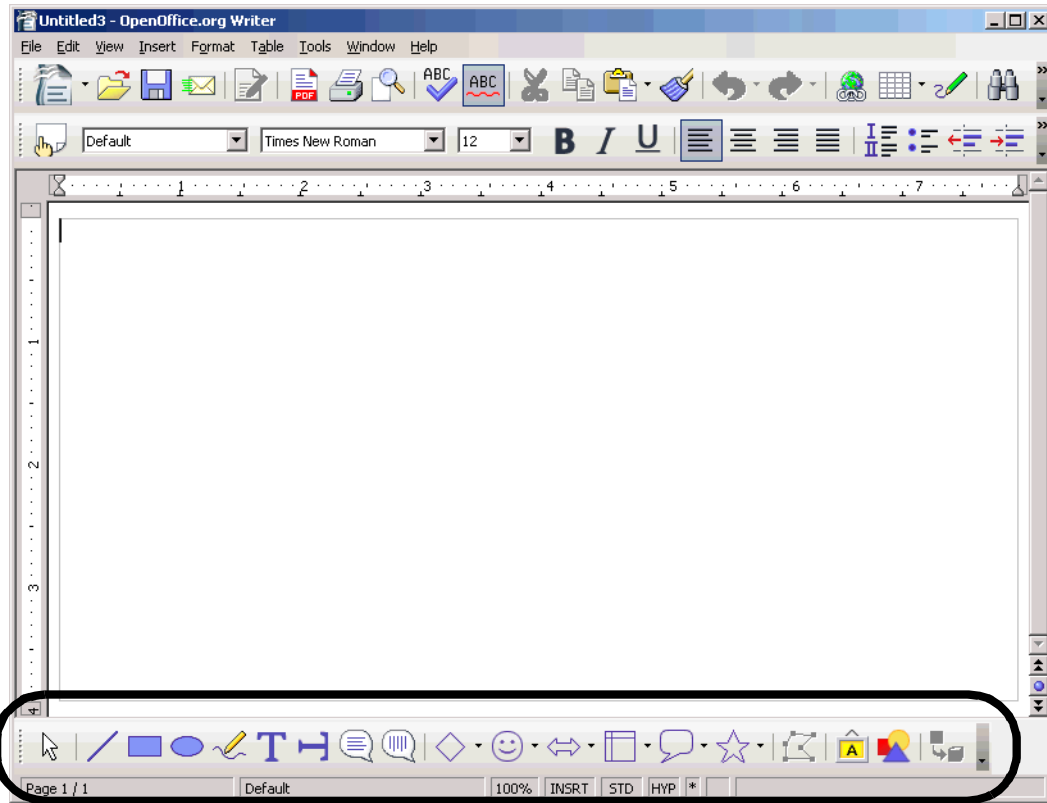 Untitled3 - OpenOffice.org Writer
File Edit View Insert Format Table Tools Window Help
PDF ABC ABC
Default Times New Roman 12 B I U I II
1 2 3 4 5 6 7
1
2
3
4
T T A
Page 1 / 1 Default 100% INSRT STD HYP *